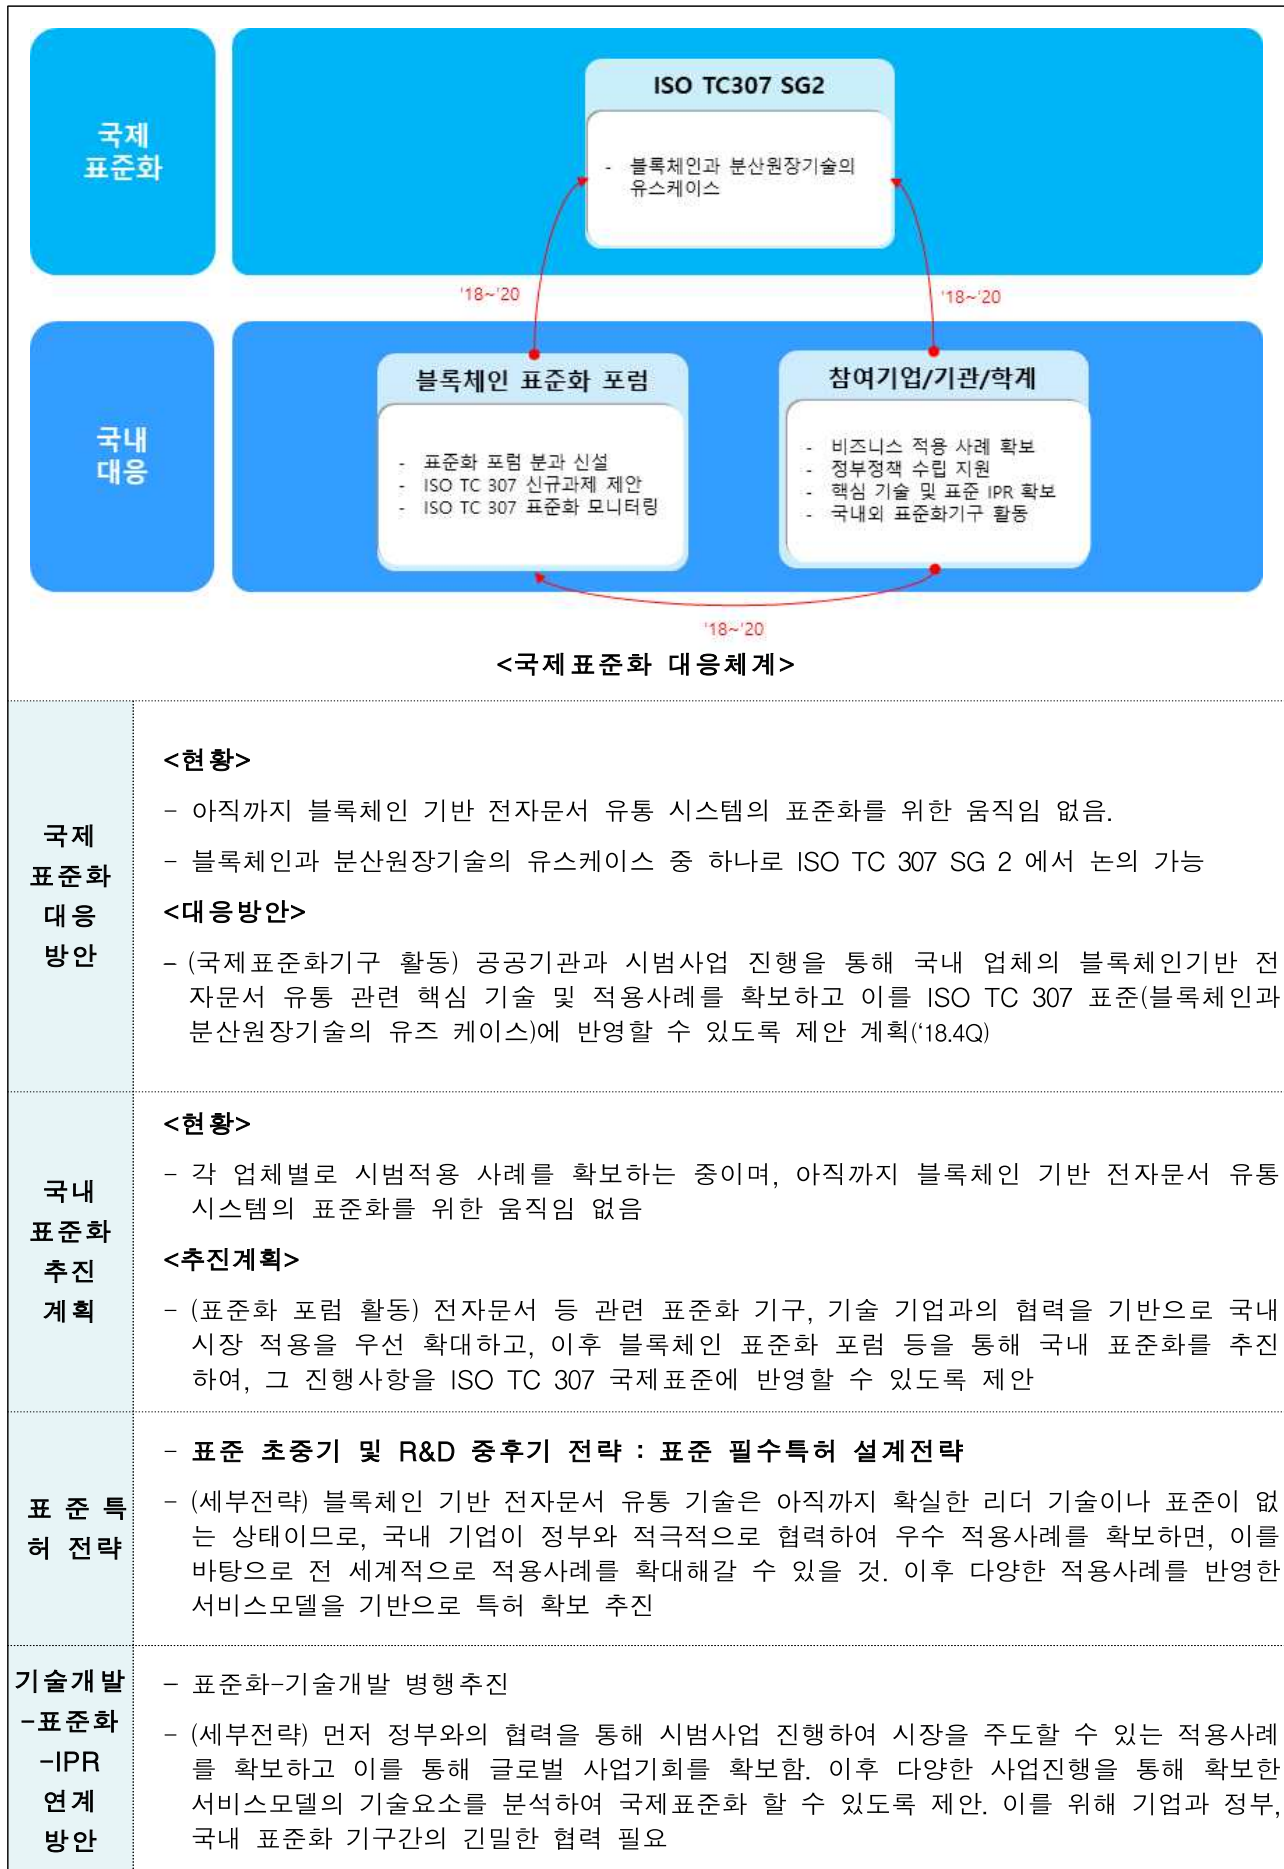 국제
표준화
ISO TC307 SG2
- 블록체인과 분산원장기술의
유스케이스
'18~'20
'18~'20
국내
대응
블록체인 표준화 포럼
- 표준화 포럼 분과 신설
- ISO TC 307 신규과제 제안
- ISO TC 307 표준화 모니터링
참여기업/기관/학계
- 비즈니스 적용 사례 확보
- 정부정책 수립 지원
- 핵심 기술 및 표준 IPR 확보
- 국내외 표준화기구 활동
'18~'20
<국제표준화 대응체계>
국제
표준화
대응
방안
<현황>
– 아직까지 블록체인 기반 전자문서 유통 시스템의 표준화를 위한 움직임 없음.
– 블록체인과 분산원장기술의 유스케이스 중 하나로 ISO TC 307 SG 2 에서 논의 가능
<대응방안>
– (국제표준화기구 활동) 공공기관과 시범사업 진행을 통해 국내 업체의 블록체인기반 전
자문서 유통 관련 핵심 기술 및 적용사례를 확보하고 이를 ISO TC 307 표준(블록체인과
분산원장기술의 유즈 케이스)에 반영할 수 있도록 제안 계획(‘18.4Q)
국내
표준화
추진
계획
<현황>
– 각 업체별로 시범적용 사례를 확보하는 중이며, 아직까지 블록체인 기반 전자문서 유통
시스템의 표준화를 위한 움직임 없음
<추진계획>
– (표준화 포럼 활동) 전자문서 등 관련 표준화 기구, 기술 기업과의 협력을 기반으로 국내
시장 적용을 우선 확대하고, 이후 블록체인 표준화 포럼 등을 통해 국내 표준화를 추진
하여, 그 진행사항을 ISO TC 307 국제표준에 반영할 수 있도록 제안
표 준 특
허 전략
– 표준 초중기 및 R&D 중후기 전략 : 표준 필수특허 설계전략
– (세부전략) 블록체인 기반 전자문서 유통 기술은 아직까지 확실한 리더 기술이나 표준이 없
는 상태이므로, 국내 기업이 정부와 적극적으로 협력하여 우수 적용사례를 확보하면, 이를
바탕으로 전 세계적으로 적용사례를 확대해갈 수 있을 것. 이후 다양한 적용사례를 반영한
서비스모델을 기반으로 특허 확보 추진
기술개발
–표준화
–IPR
연계
방안
– 표준화–기술개발 병행추진
– (세부전략) 먼저 정부와의 협력을 통해 시범사업 진행하여 시장을 주도할 수 있는 적용사례
를 확보하고 이를 통해 글로벌 사업기회를 확보함. 이후 다양한 사업진행을 통해 확보한
서비스모델의 기술요소를 분석하여 국제표준화 할 수 있도록 제안. 이를 위해 기업과 정부,
국내 표준화 기구간의 긴밀한 협력 필요